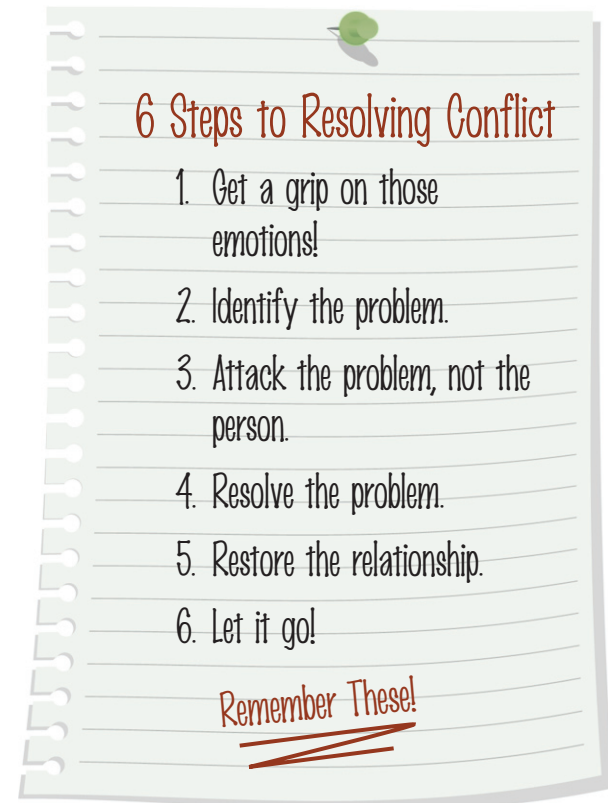 6 Steps to Resolving Conflict
1. Get a grip on those
emotions!
2. Identify the problem.
3. Attack the problem, not the
person.
4. Resolve the problem.
5. Restore the relationship.
6. Let it go!
Remember These!